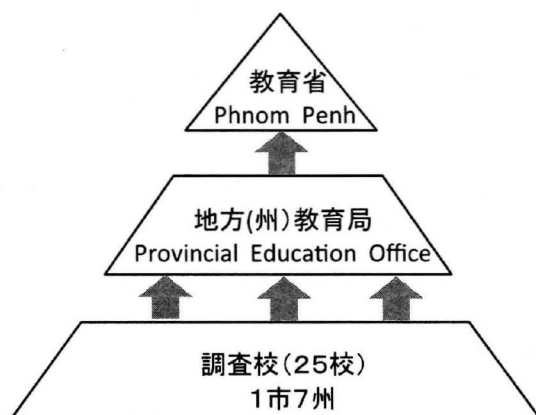 教育省
Phnom Penh
地方(州)教育局
Provincial Education Office
調査校(25校)
1市7州